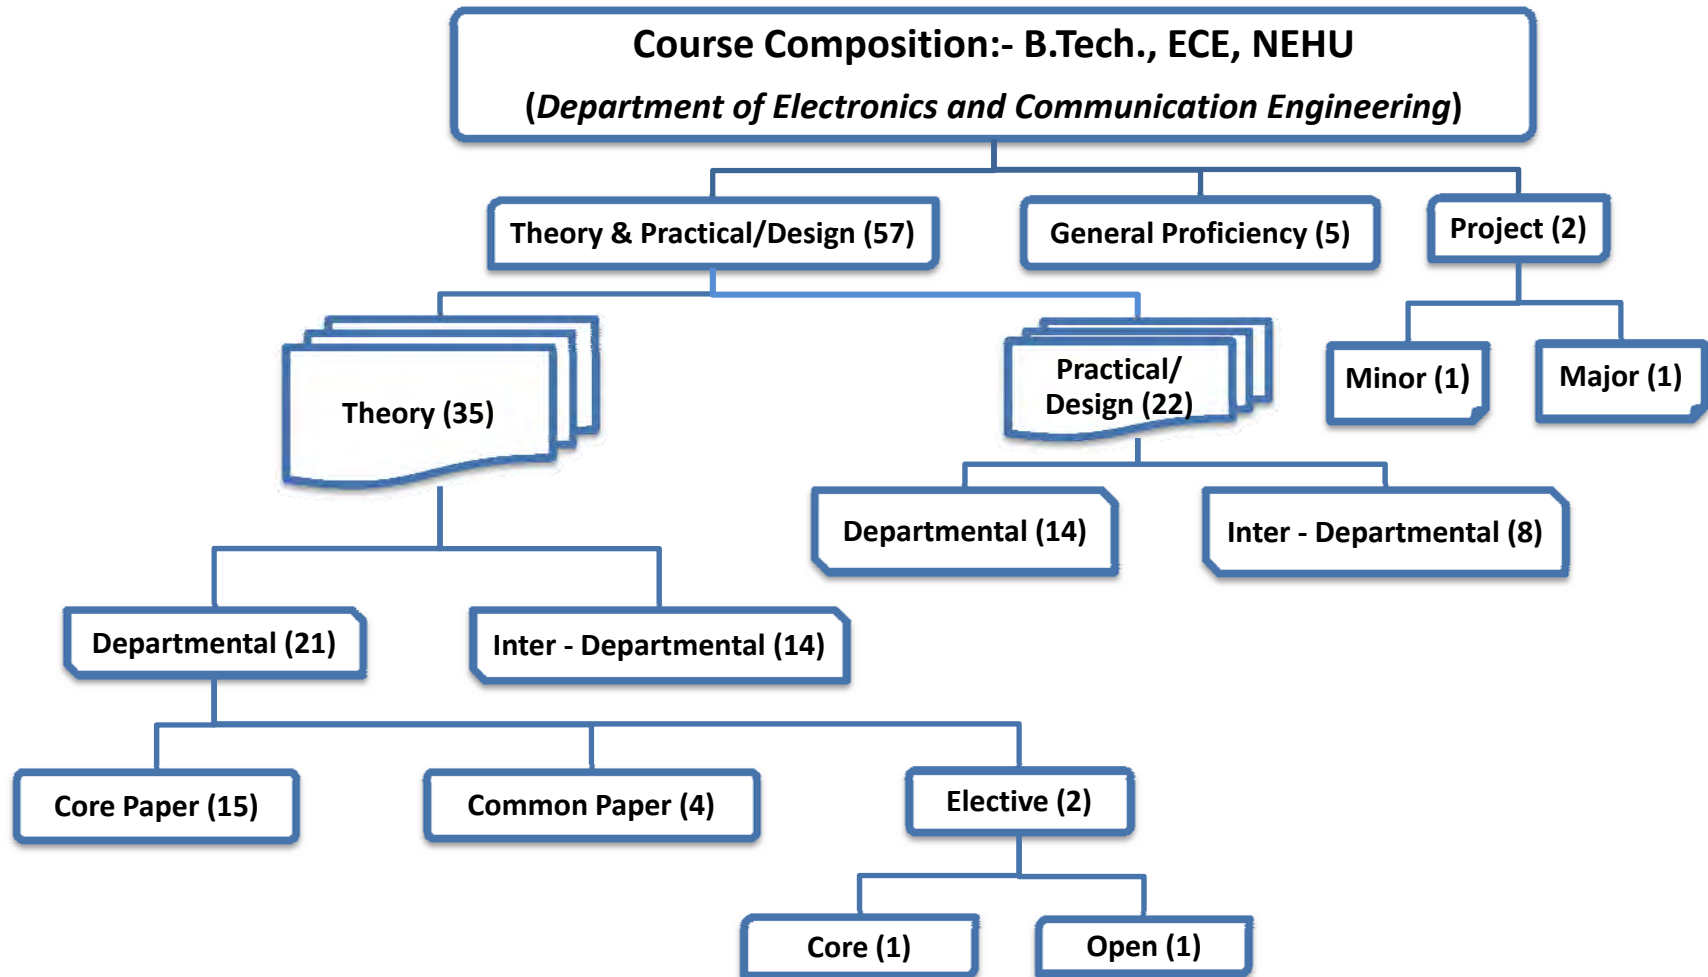 Course Composition:- B.Tech., ECE, NEHU
(Department of Electronics and Communication Engineering)
Theory & Practical/Design (57)
General Proficiency (5)
Project (2)
Theory (35)
Practical/
Design (22)
Minor (1)
Major (1)
Departmental (14)
Inter - Departmental (8)
Departmental (21)
Inter - Departmental (14)
Core Paper (15)
Common Paper (4)
Elective (2)
Core (1)
Open (1)